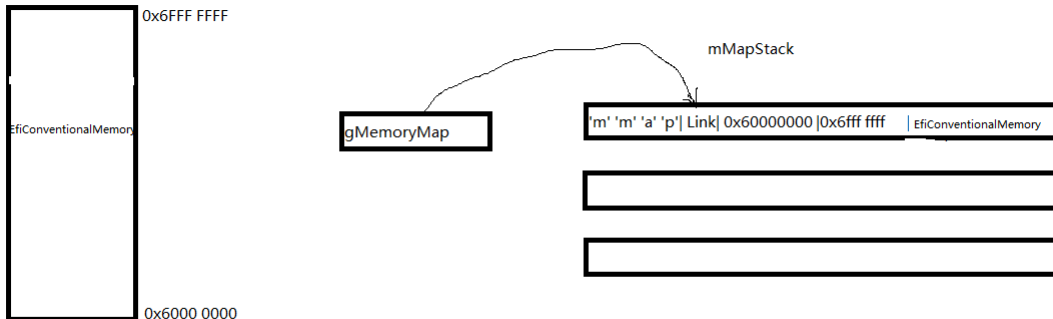 0x6FFF FFFF
mMapStack
EfiConventionalMemory
gMemoryMap
'm' 'm' 'a' 'p'| Link| 0x60000000 |0x6fff ffff | EfiConventionalMemory
0x6000 0000